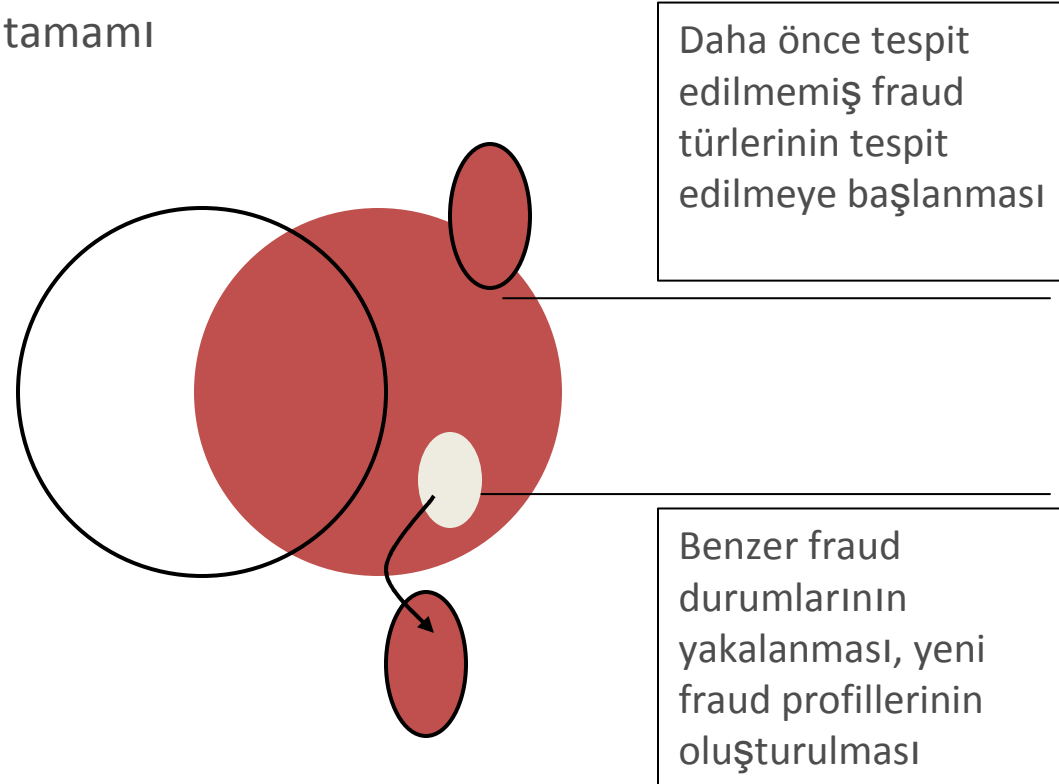 tamamı
Daha önce tespit
edilmemiş fraud
türlerinin tespit
edilmeye başlanması
Benzer fraud
durumlarının
yakalanması, yeni
fraud profillerinin
oluşturulması